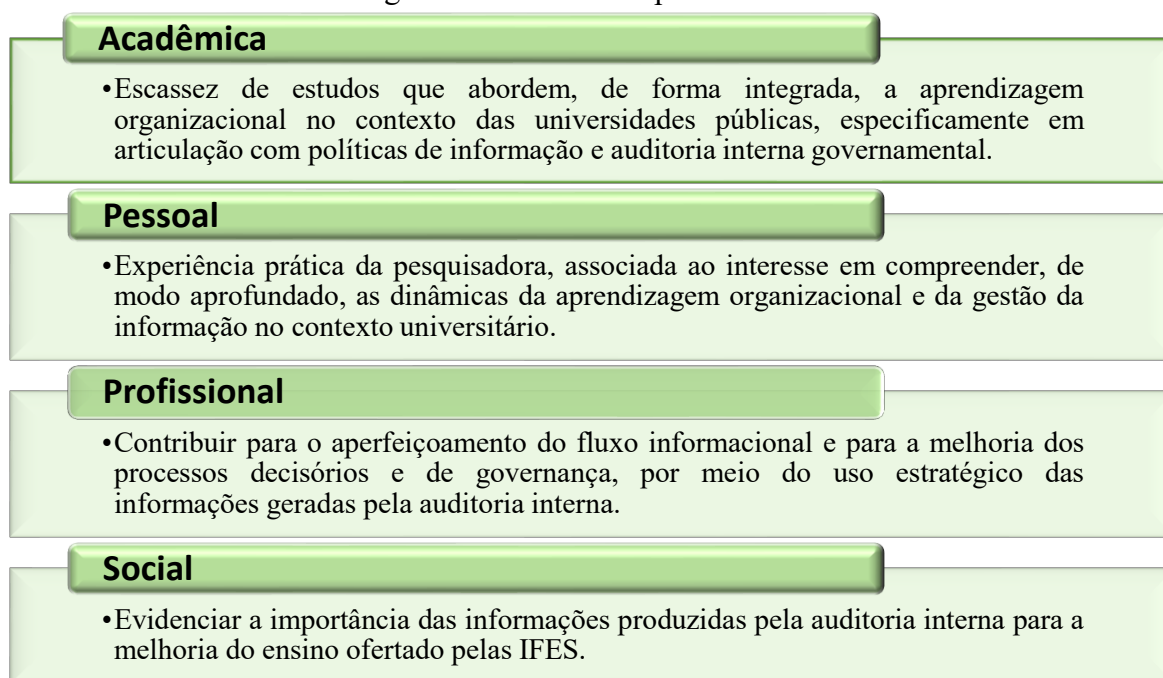 Acadêmica
•Escassez de estudos que abordem, de forma integrada, a aprendizagem
organizacional no contexto das universidades públicas, especificamente em
articulação com políticas de informação e auditoria interna governamental.
Pessoal
•Experiência prática da pesquisadora, associada ao interesse em compreender, de
modo aprofundado, as dinâmicas da aprendizagem organizacional e da gestão da
informação no contexto universitário.
Profissional
•Contribuir para o aperfeiçoamento do fluxo informacional e para a melhoria dos
processos decisórios e de governança, por meio do uso estratégico das
informações geradas pela auditoria interna.
Social
•Evidenciar a importância das informações produzidas pela auditoria interna para a
melhoria do ensino ofertado pelas IFES.